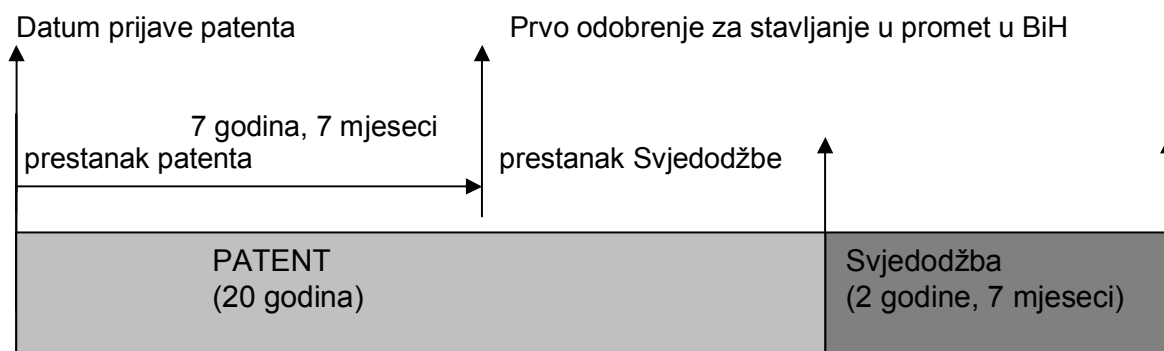 Datum prijave patenta
Prvo odobrenje za stavljanje u promet u BiH
7 godina, 7 mjeseci
prestanak patenta
prestanak Svjedodžbe
PATENT
(20 godina)
Svjedodžba
(2 godine, 7 mjeseci)